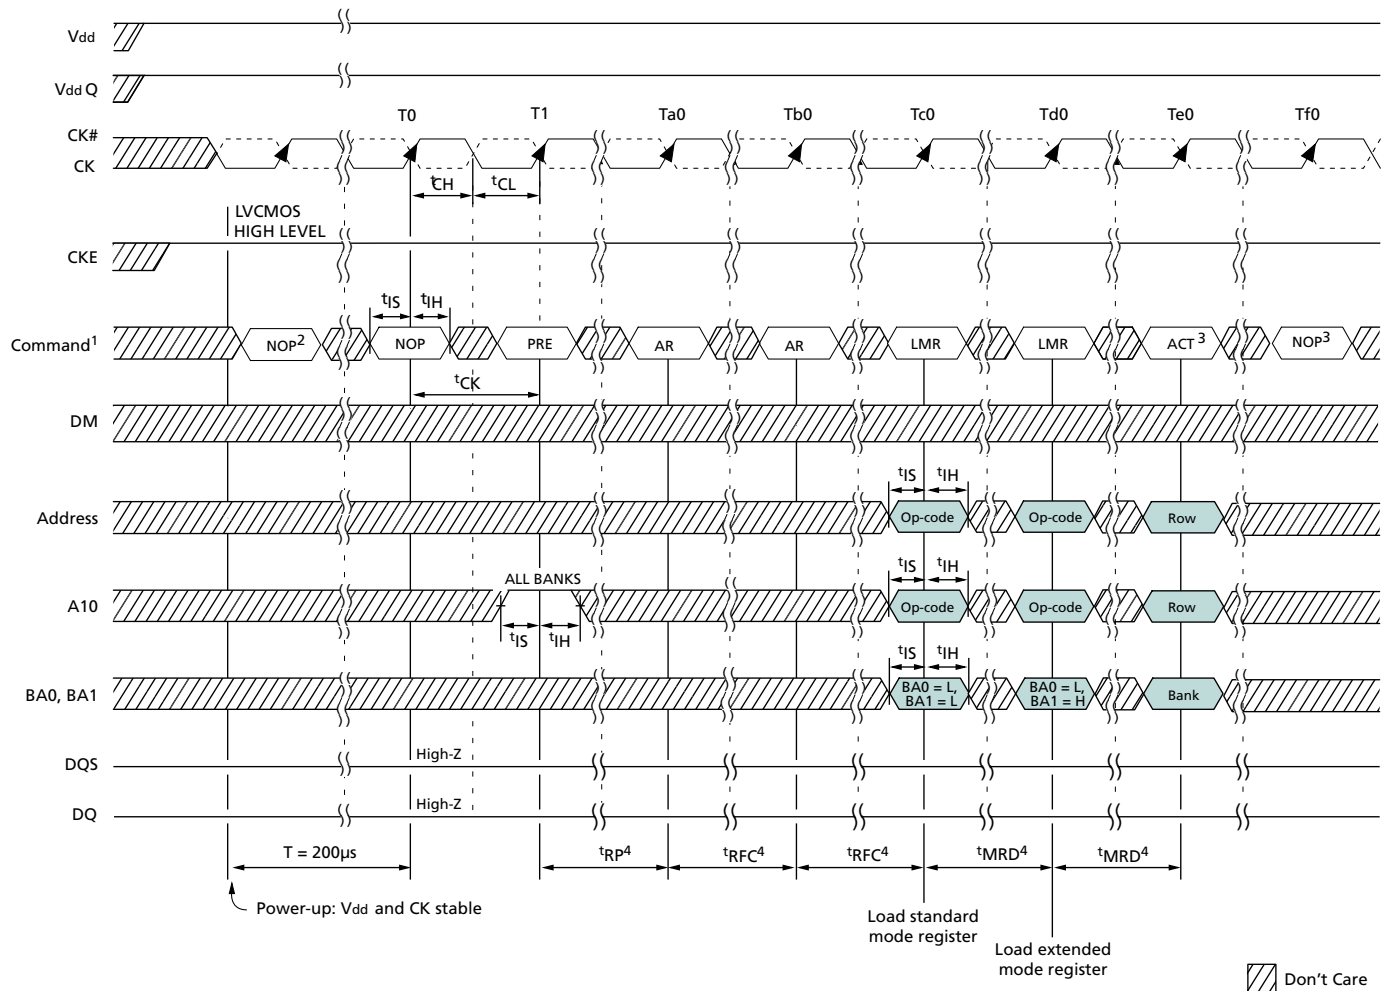 Vdd
Vdd Q
T0 T1 Ta0 Tb0 Tc0 Td0 Te0 Tf0
CK#
CK
tCH tCL
LVCMOS
HIGH LEVEL
CKE
tIS tIH
Command1 NOP2 NOP PRE AR AR LMR LMR ACT 3 NOP3
tCK
DM
tIS tIH
Address Op-code Op-code Row
ALL BANKS tIS tIH
A10 Op-code Op-code Row
tIS tIH
tIS tIH
BA0, BA1 BA0 = L, BA1 = L BA0 = L, BA1 = H Bank
High-Z
DQS
High-Z
DQ
T = 200µs tRP4 tRFC4 tRFC4 tMRD4 tMRD4
Power-up: Vdd and CK stable
Load standard
mode register
Load extended
mode register
Don't Care